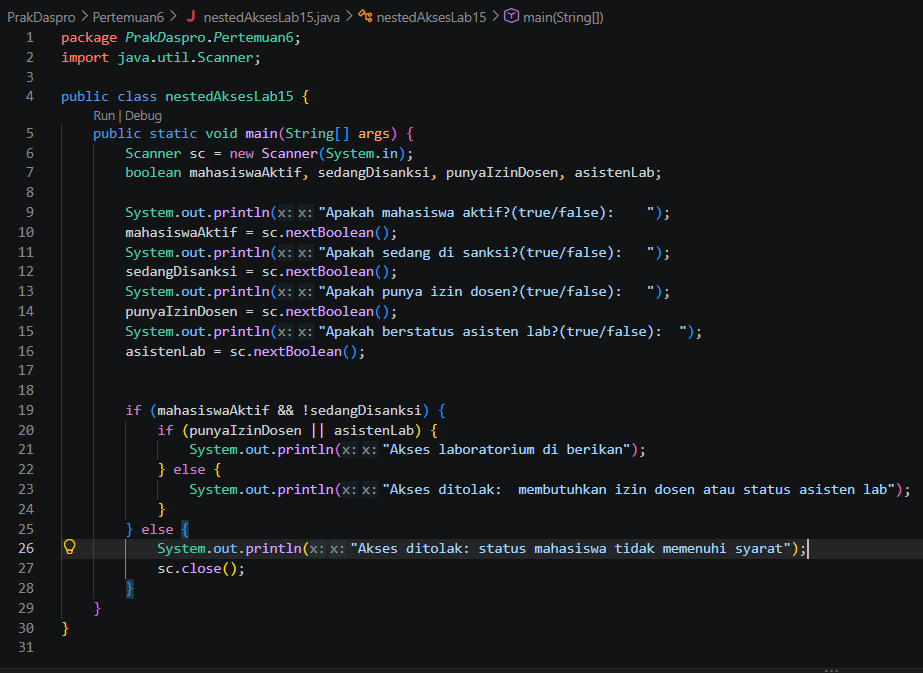 PrakDaspro > Pertemuan6 > J nestedAksesLab15.java > nestedAksesLab15 > main(String[])
1 package PrakDaspro.Pertemuan6;
2 import java.util.Scanner;
3
4 public class nestedAksesLab15 {
Run | Debug
5 public static void main(String[] args) {
6 Scanner sc = new Scanner(System.in);
7 boolean mahasiswaAktif, sedangDisanksi, punyaIzinDosen, asistenLab;
8
9 System.out.println(x: x: "Apakah mahasiswa aktif?(true/false):    ");
10 mahasiswaAktif = sc.nextBoolean();
11 System.out.println(x: x: "Apakah sedang di sanksi?(true/false):   ");
12 sedangDisanksi = sc.nextBoolean();
13 System.out.println(x: x: "Apakah punya izin dosen?(true/false):   ");
14 punyaIzinDosen = sc.nextBoolean();
15 System.out.println(x: x: "Apakah berstatus asisten lab?(true/false):  ");
16 asistenLab = sc.nextBoolean();
17
18
19 if (mahasiswaAktif && !sedangDisanksi) {
20 if (punyaIzinDosen || asistenLab) {
21 System.out.println(x: x: "Akses laboratorium di berikan");
22 } else {
23 System.out.println(x: x: "Akses ditolak:  membutuhkan izin dosen atau status asisten lab");
24 }
25 } else {
26 System.out.println(x: x: "Akses ditolak: status mahasiswa tidak memenuhi syarat");
27 sc.close();
28 }
29 }
30 }
31